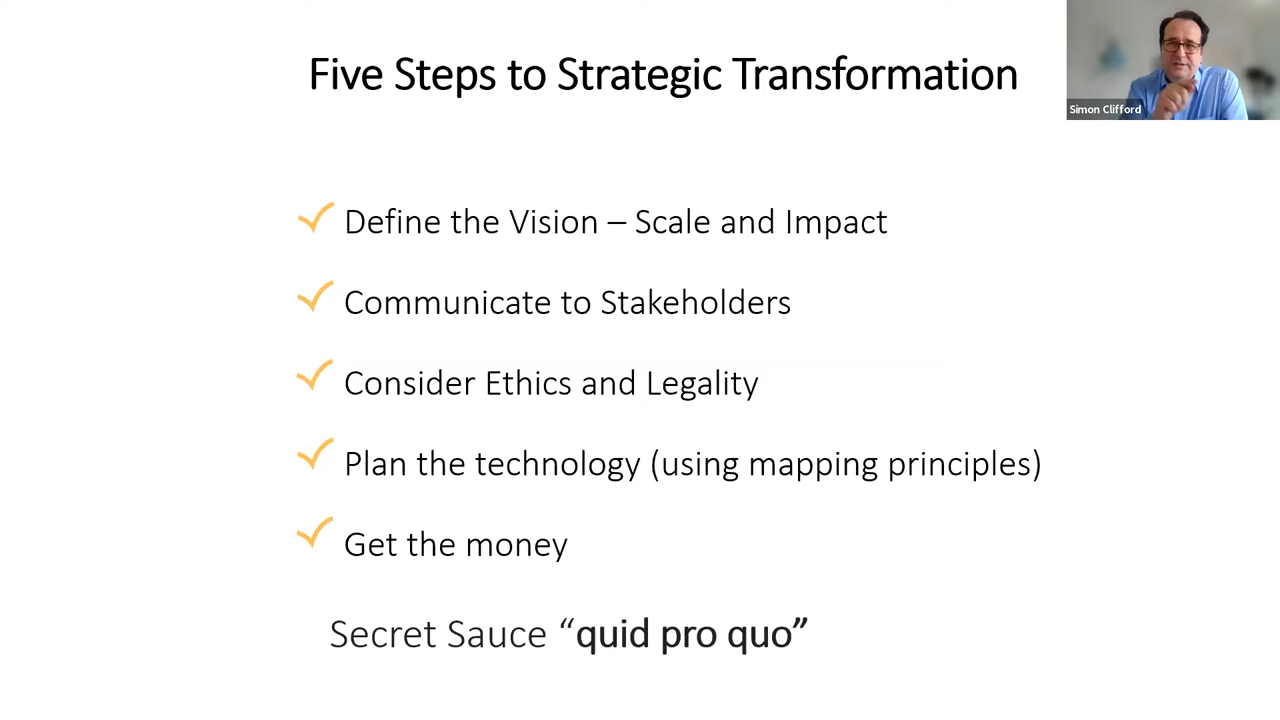 Five Steps to Strategic Transformation
Simon Clifford
Define the Vision – Scale and Impact
Communicate to Stakeholders
Consider Ethics and Legality
Plan the technology (using mapping principles)
Get the money
Secret Sauce “quid pro quo”